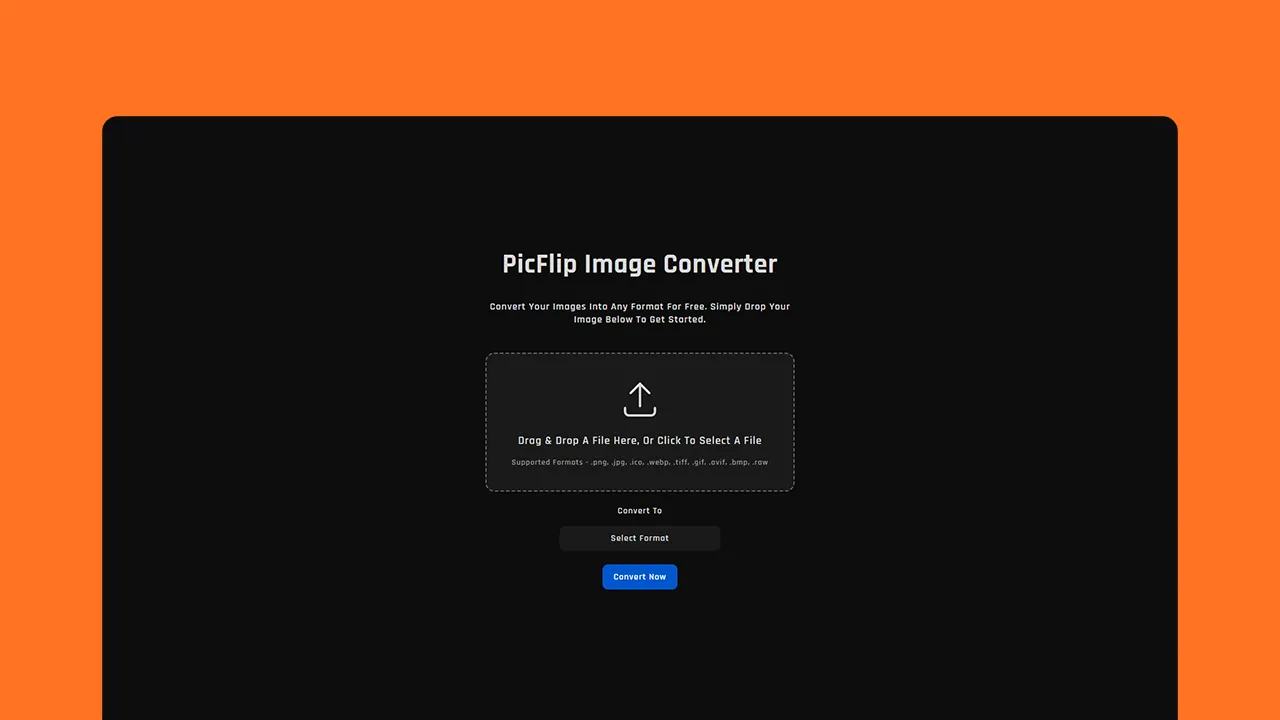 PicFlip Image Converter
Convert Your Images Into Any Format For Free. Simply Drop Your
Image Below To Get Started.
Drag & Drop A File Here, Or Click To Select A File
Supported Formats - .png, .jpg, .ico, .webp, .tiff, .gif, .avif, .bmp, .raw
Convert To
Select Format
Convert Now